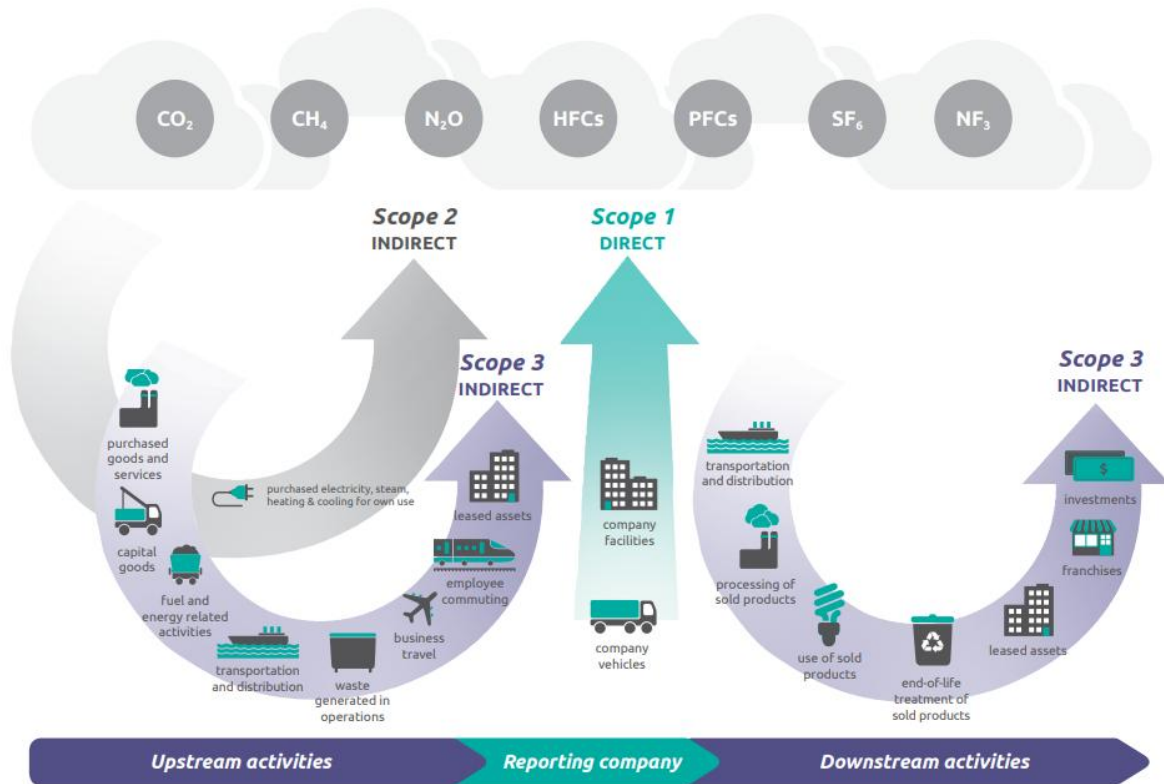 CO₂ CH₄ N₂O HFCs PFCs SF₆ NF₃
Scope 2
INDIRECT
Scope 1
DIRECT
Scope 3
INDIRECT
Scope 3
INDIRECT
purchased
goods and
services
capital
goods
fuel and
energy related
activities
transportation
and distribution
waste
generated in
operations
business
travel
employee
commuting
leased assets
purchased electricity, steam,
heating & cooling for own use
company
facilities
company
vehicles
transportation
and distribution
processing of
sold products
use of sold
products
end-of-life
treatment of
sold products
leased assets
franchises
$
investments
Upstream activities
Reporting company
Downstream activities